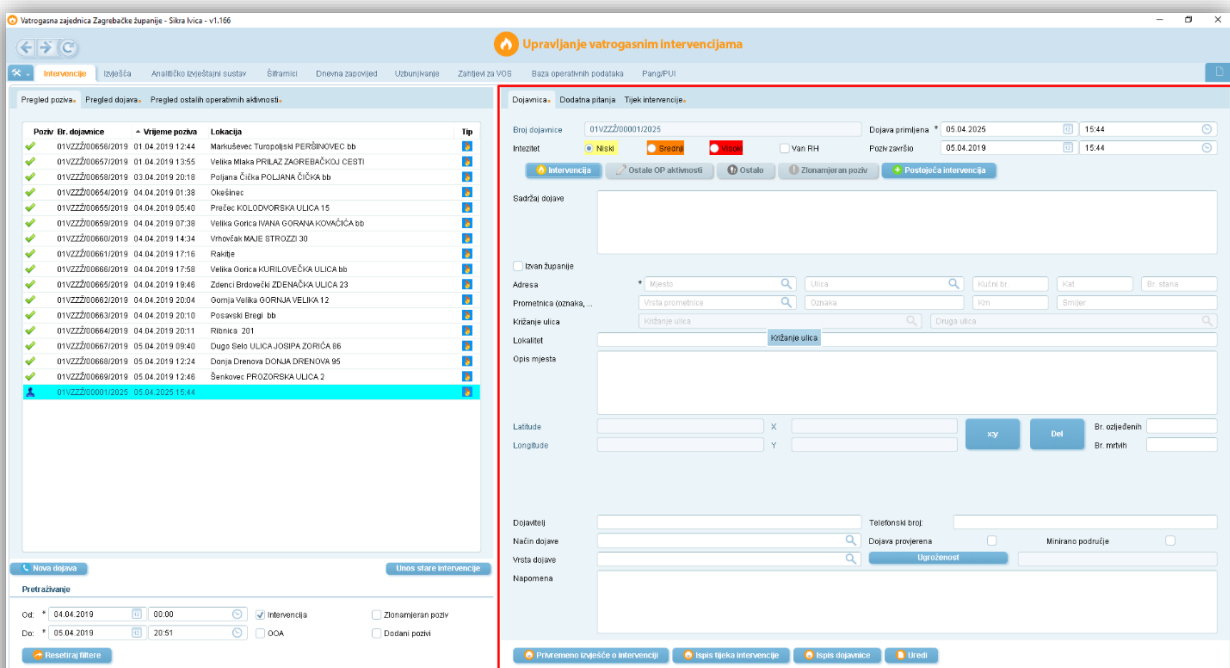 Vatrogasna zajednica Zagrebačke županije - Sikra Ivica - v1.166
Upravljanje vatrogasnim intervencijama
Intervencije Izvješća Analitičko izvještajni sustav Šiframici Dnevna zapovijed Uzbunjivanje Zahtjevi za VOS Baza operativnih podataka Pang/PUI
Pregled poziva Pregled dojava Pregled ostalih operativnih aktivnosti
Poziv Br. dojavnice Vrijeme poziva Lokacija Tip
01VZZŽ/00656/2019 01.04.2019 12:44 Markuševec Turopoljski PERŠINOVEC bb
01VZZŽ/00657/2019 03.04.2019 13:55 Velika Mlaka PRILAZ ZAGREBAČKOJ CESTI
01VZZŽ/00658/2019 03.04.2019 20:18 Poljana Čička POLJANA ČIČKA bb
01VZZŽ/00654/2019 04.04.2019 01:38 Okešinec
01VZZŽ/00655/2019 04.04.2019 05:40 Prečec KOLODVORSKA ULICA 15
01VZZŽ/00659/2019 04.04.2019 07:38 Velika Gorica IVANA GORANA KOVAČIĆA bb
01VZZŽ/00660/2019 04.04.2019 14:34 Vrhovčak MAJE STROZZI 30
01VZZŽ/00661/2019 04.04.2019 17:16 Rakitje
01VZZŽ/00666/2019 04.04.2019 17:58 Velika Gorica KURILOVEČKA ULICA bb
01VZZŽ/00665/2019 04.04.2019 19:46 Zdenci Brdovečki ZDENAČKA ULICA 23
01VZZŽ/00662/2019 04.04.2019 20:04 Gornja Velika GORNJA VELIKA 12
01VZZŽ/00663/2019 04.04.2019 20:10 Posavski Bregi bb
01VZZŽ/00664/2019 04.04.2019 20:11 Ribnica 201
01VZZŽ/00667/2019 05.04.2019 09:40 Dugo Selo ULICA JOSIPA ZORIĆA 86
01VZZŽ/00668/2019 05.04.2019 12:24 Donja Drenova DONJA DRENOVA 95
01VZZŽ/00669/2019 05.04.2019 12:46 Šenkovec PROZORSKA ULICA 2
01VZZŽ/00001/2025 05.04.2025 15:44
Nova dojava Unos stare intervencije
Pretraživanje
Od: * 04.04.2019 00:00 Intervencija Zlonamjeran poziv
Do: * 05.04.2019 20:51 OOA Dodani pozivi
Resetiraj filtere
Dojavnica Dodatna pitanja Tijek intervencije
Broj dojavnice 01VZZŽ/00001/2025 Dojava primljena * 05.04.2025 15:44
Intezitet Niski Srednji Visoki Van RH Poziv završio 05.04.2019 15:44
Intervencija Ostale OP aktivnosti Ostalo Zlonamjeran poziv Postojeća intervencija
Sadržaj dojave
Izvan županije
Adresa * Mjesto Ulica Kućni br. Kat Br. stana
Prometnica (oznaka, ... Vrsta prometnice Oznaka Km Smjer
Križanje ulica Križanje ulica Druga ulica
Lokalitet Križanje ulica
Opis mjesta
Latitude X x:y Del Br. ozljeđenih
Longitude Y Br. mrtvih
Dojavitelj Telefonski broj:
Način dojave Dojava provjerena Minirano područje
Vrsta dojave Ugroženost
Napomena
Privremeno izvješće o intervenciji Ispis tijeka intervencije Ispis dojavnice Uredi